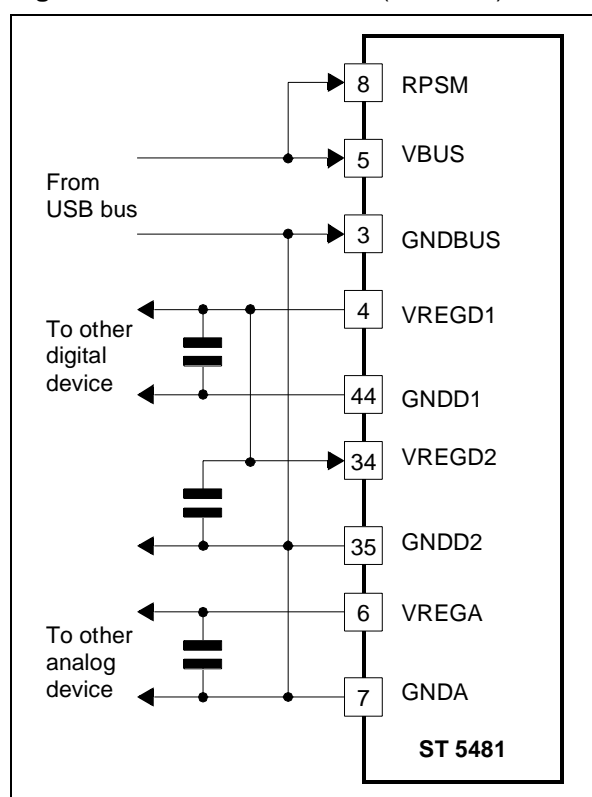 8 RPSM
5 VBUS
From
USB bus
3 GNDBUS
4 VREGD1
To other
digital
device
44 GNDD1
34 VREGD2
35 GNDD2
6 VREGA
To other
analog
device
7 GNDA
ST 5481